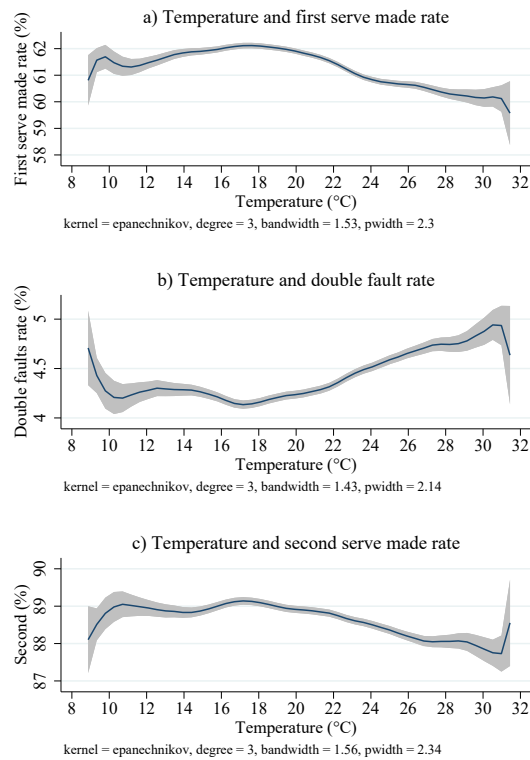 a) Temperature and first serve made rate
First serve made rate (%)
62
61
60
59
58
8 10 12 14 16 18 20 22 24 26 28 30 32
Temperature (°C)
kernel = epanechnikov, degree = 3, bandwidth = 1.53, pwidth = 2.3
b) Temperature and double fault rate
Double faults rate (%)
5
4.5
4
8 10 12 14 16 18 20 22 24 26 28 30 32
Temperature (°C)
kernel = epanechnikov, degree = 3, bandwidth = 1.43, pwidth = 2.14
c) Temperature and second serve made rate
Second (%)
90
89
88
87
8 10 12 14 16 18 20 22 24 26 28 30 32
Temperature (°C)
kernel = epanechnikov, degree = 3, bandwidth = 1.56, pwidth = 2.34